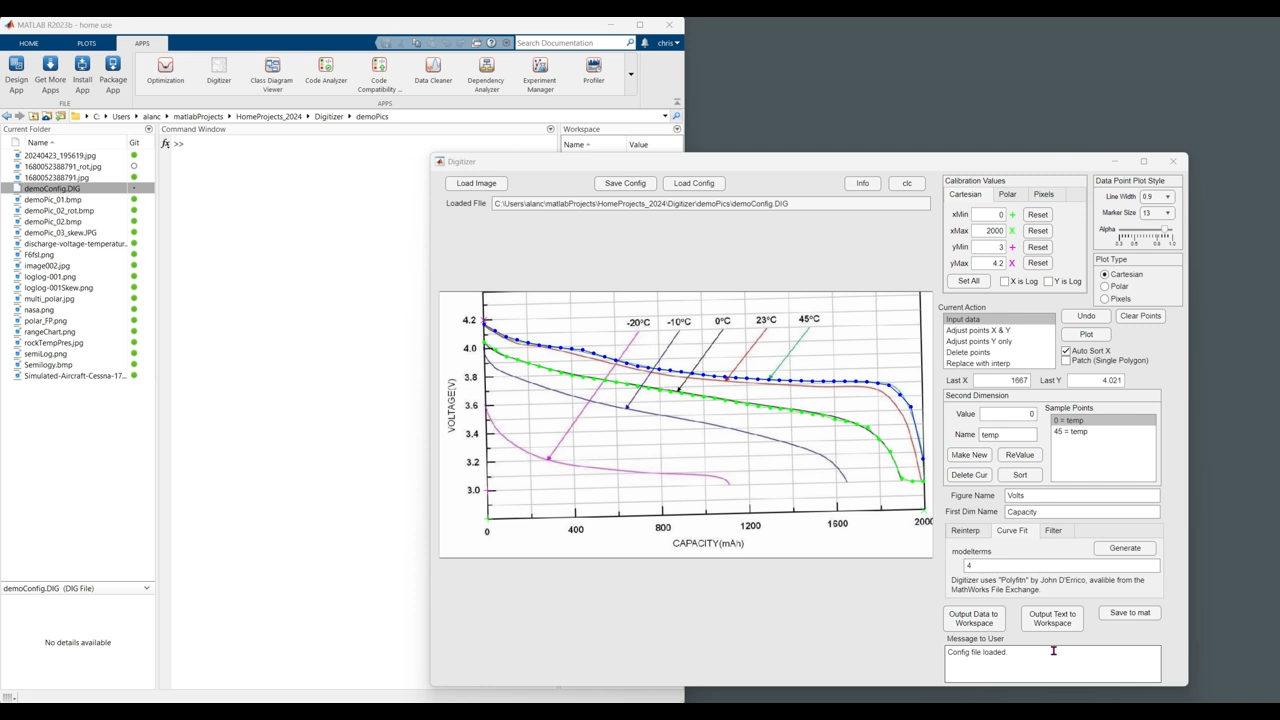 MATLAB R2023b - home use
HOME PLOTS APPS
Search Documentation chris
Design App
Get More Apps
Install App
Package App
Optimization
Digitizer
Class Diagram Viewer
Code Analyzer
Code Compatibility ...
Data Cleaner
Dependency Analyzer
Experiment Manager
Profiler
FILE APPS
C: Users alanc matlabProjects HomeProjects_2024 Digitizer demoPics
Current Folder
Name Git
20240423_195619.jpg
1680052388791_rot.jpg
1680052388791.jpg
demoConfig.DIG
demoPic_01.bmp
demoPic_02_rot.bmp
demoPic_02.bmp
demoPic_03_skew.JPG
discharge-voltage-temperatur...
F6fsl.png
image002.jpg
loglog-001.png
loglog-001Skew.png
multi_polar.jpg
nasa.png
polar_FP.png
rangeChart.png
rockTempPres.jpg
semiLog.png
Semilogy.bmp
Simulated-Aircraft-Cessna-17...
demoConfig.DIG (DIG File)
No details available
Command Window
fx >>
Workspace
Name Value
Digitizer
Load Image Save Config Load Config Info clc
Loaded File C:\Users\alanc\matlabProjects\HomeProjects_2024\Digitizer\demoPics\demoConfig.DIG
-20°C -10°C 0°C 23°C 45°C
4.2
4.0
3.8
3.6
3.4
3.2
3.0
VOLTAGE(V)
0 400 800 1200 1600 2000
CAPACITY(mAh)
Calibration Values
Cartesian Polar Pixels
xMin 0 + Reset
xMax 2000 X Reset
yMin 3 + Reset
yMax 4.2 X Reset
Set All X is Log Y is Log
Data Point Plot Style
Line Width 0.9
Marker Size 13
Alpha
0.3 0.5 0.8 1.0
Plot Type
Cartesian
Polar
Pixels
Current Action
Input data
Adjust points X & Y
Adjust points Y only
Delete points
Replace with interp
Undo Clear Points
Plot
Auto Sort X
Patch (Single Polygon)
Last X 1667 Last Y 4.021
Second Dimension
Value 0
Name temp
Make New ReValue
Delete Cur Sort
Sample Points
0 = temp
45 = temp
Figure Name Volts
First Dim Name Capacity
Reinterp Curve Fit Filter
modelterms Generate
4
Digitizer uses "Polyfitn" by John D'Errico, avalible from the
MathWorks File Exchange.
Output Data to Workspace
Output Text to Workspace
Save to mat
Message to User
Config file loaded.